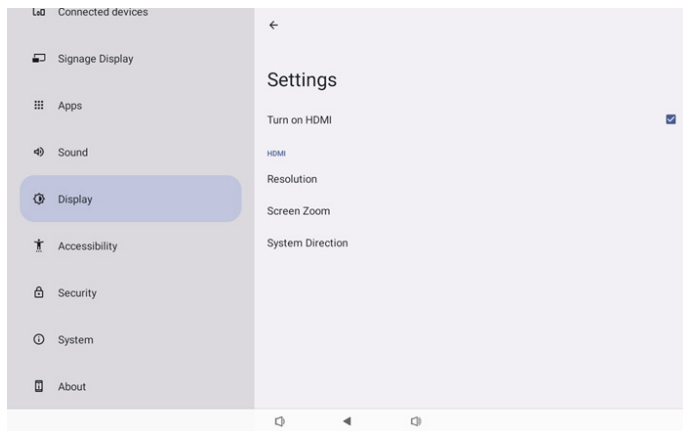 Connected devices
Signage Display
Apps
Sound
Display
Accessibility
Security
System
About
Settings
Turn on HDMI
HDMI
Resolution
Screen Zoom
System Direction